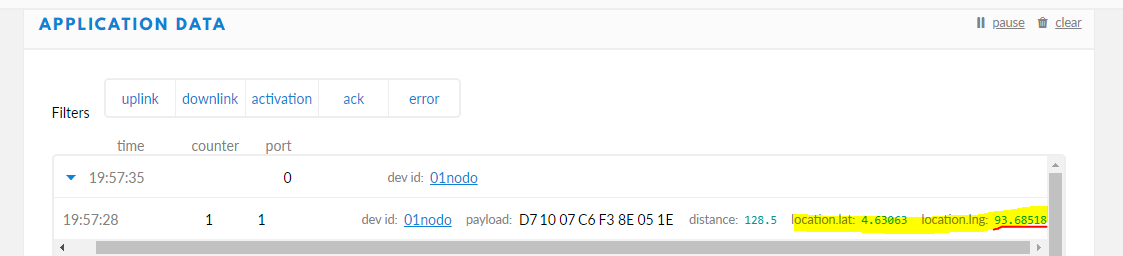 APPLICATION DATA pause clear
Filters uplink downlink activation ack error
time counter port
19:57:35 0 dev id: 01nodo
19:57:28 1 1 dev id: 01nodo payload: D7 10 07 C6 F3 8E 05 1E distance: 128.5 location.lat: 4.63063 location.lng: 93.68518